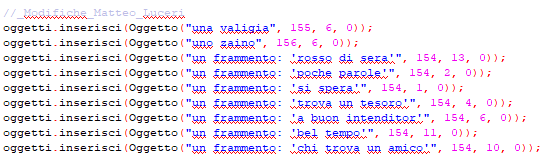 //_Modifiche_Matteo_Luceri
oggetti.inserisci(Oggetto("una valigia", 155, 6, 0));
oggetti.inserisci(Oggetto("uno zaino", 156, 6, 0));
oggetti.inserisci(Oggetto("un frammento: 'rosso di sera'", 154, 13, 0));
oggetti.inserisci(Oggetto("un frammento: 'poche parole'", 154, 2, 0));
oggetti.inserisci(Oggetto("un frammento: 'si spera'", 154, 1, 0));
oggetti.inserisci(Oggetto("un frammento: 'trova un tesoro'", 154, 4, 0));
oggetti.inserisci(Oggetto("un frammento: 'a buon intenditor'", 154, 6, 0));
oggetti.inserisci(Oggetto("un frammento: 'bel tempo'", 154, 11, 0));
oggetti.inserisci(Oggetto("un frammento: 'chi trova un amico'", 154, 10, 0));